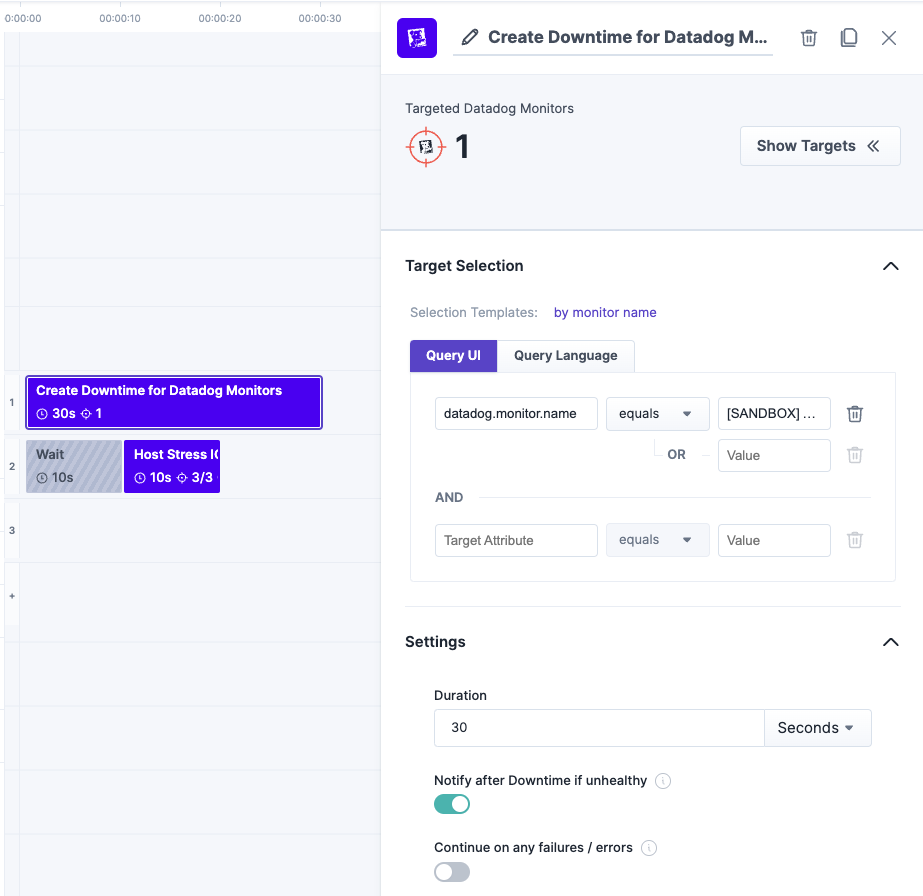 0:00:00 00:00:10 00:00:20 00:00:30
Create Downtime for Datadog M...
Targeted Datadog Monitors
1
Show Targets
Target Selection
Selection Templates: by monitor name
Query UI Query Language
datadog.monitor.name equals [SANDBOX] ...
OR Value
AND
Target Attribute equals Value
Settings
Duration
30 Seconds
Notify after Downtime if unhealthy
Continue on any failures / errors
1
Create Downtime for Datadog Monitors
30s 1
2
Wait
10s
Host Stress I
10s 3/3
3
+